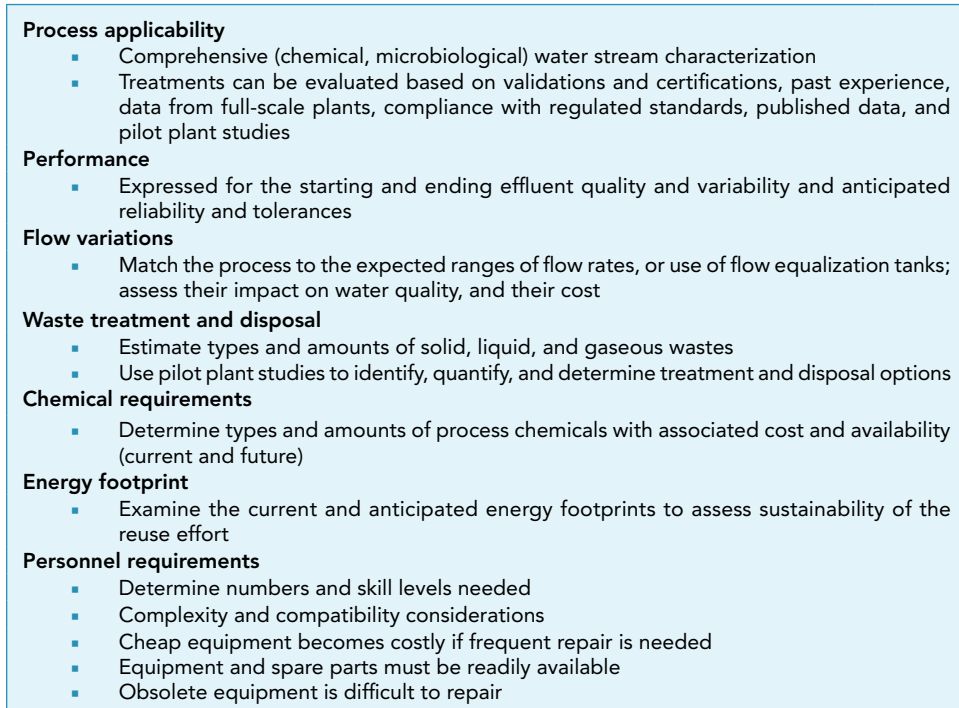 Process applicability
▪ Comprehensive (chemical, microbiological) water stream characterization
▪ Treatments can be evaluated based on validations and certifications, past experience,
data from full-scale plants, compliance with regulated standards, published data, and
pilot plant studies
Performance
▪ Expressed for the starting and ending effluent quality and variability and anticipated
reliability and tolerances
Flow variations
▪ Match the process to the expected ranges of flow rates, or use of flow equalization tanks;
assess their impact on water quality, and their cost
Waste treatment and disposal
▪ Estimate types and amounts of solid, liquid, and gaseous wastes
▪ Use pilot plant studies to identify, quantify, and determine treatment and disposal options
Chemical requirements
▪ Determine types and amounts of process chemicals with associated cost and availability
(current and future)
Energy footprint
▪ Examine the current and anticipated energy footprints to assess sustainability of the
reuse effort
Personnel requirements
▪ Determine numbers and skill levels needed
▪ Complexity and compatibility considerations
▪ Cheap equipment becomes costly if frequent repair is needed
▪ Equipment and spare parts must be readily available
▪ Obsolete equipment is difficult to repair